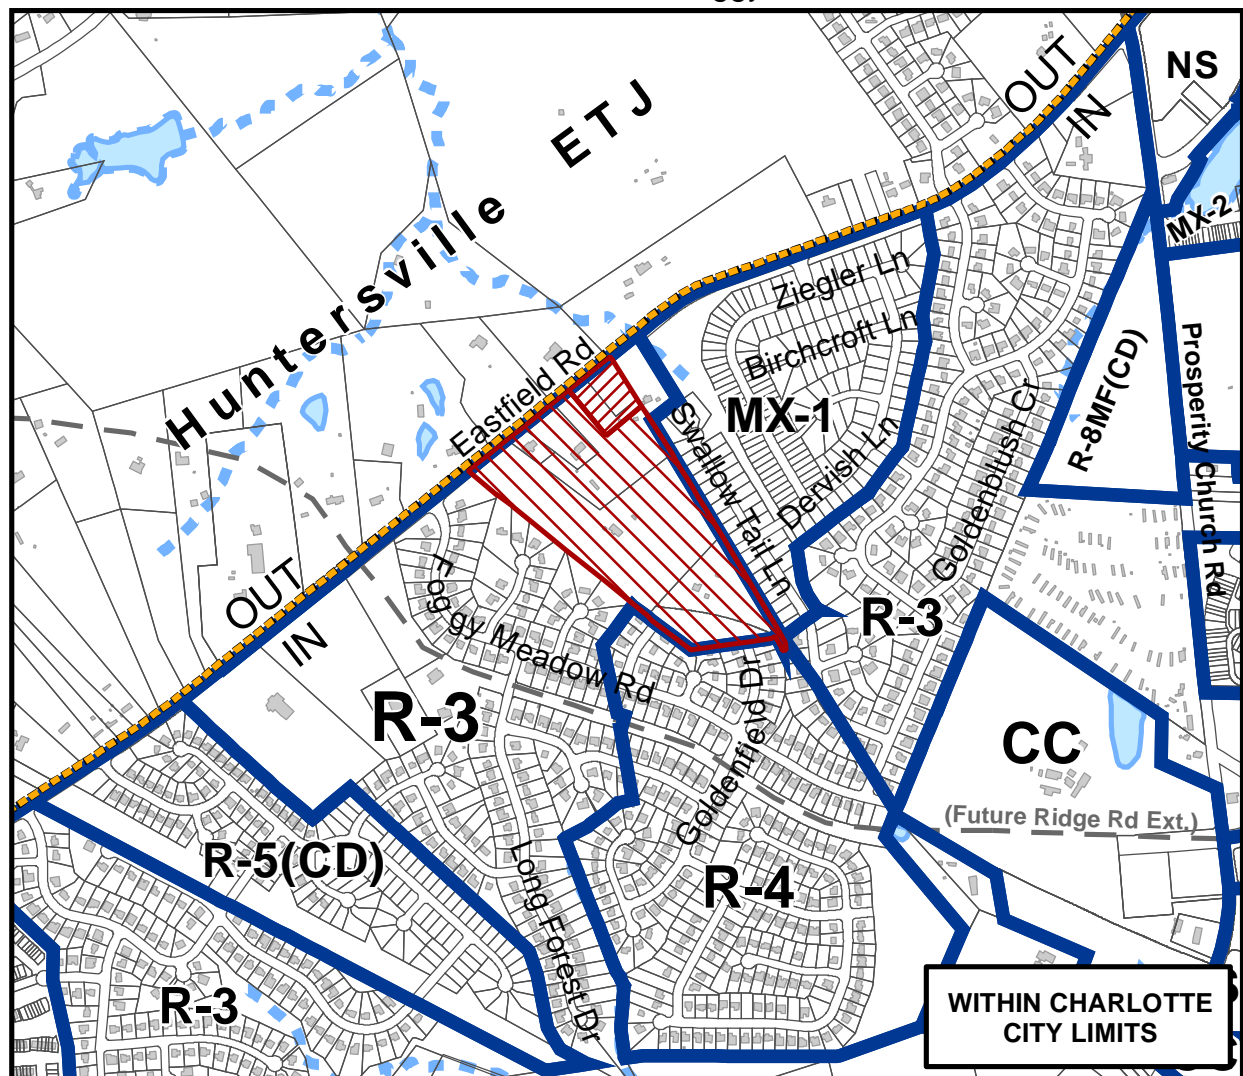 NS
OUT
IN
ETJ
Huntersville
MX-2
Ziegler Ln
Birchcroft Ln
Eastfield Rd
MX-1
Swallow Tail Ln
Dervish Ln
Goldenblush Cr
R-8MF(CD)
Prosperity Church Rd
OUT
IN
Foggy Meadow Rd
R-3
R-3
Goldenfield Dr
CC
(Future Ridge Rd Ext.)
R-5(CD)
Long Forest Dr
R-4
R-3
WITHIN CHARLOTTE
CITY LIMITS